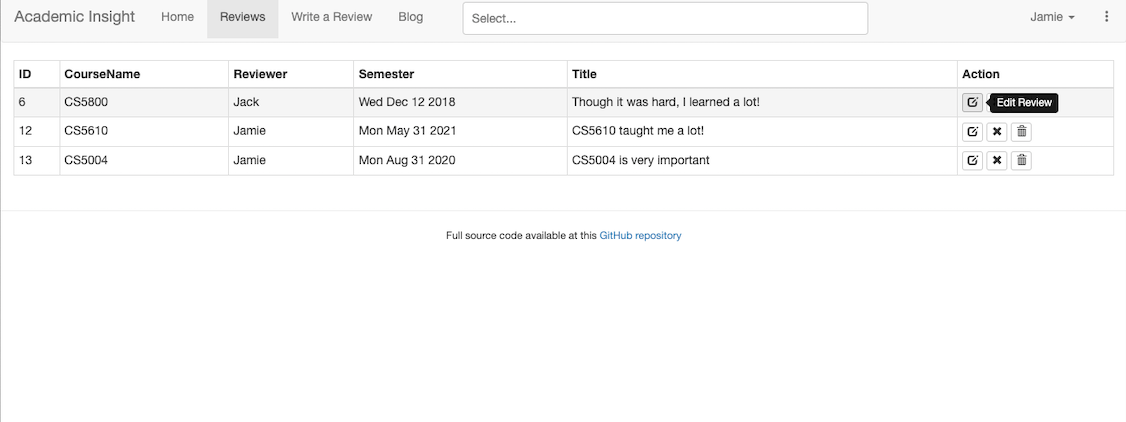 Academic Insight Home Reviews Write a Review Blog Select... Jamie
ID CourseName Reviewer Semester Title Action
6 CS5800 Jack Wed Dec 12 2018 Though it was hard, I learned a lot! Edit Review
12 CS5610 Jamie Mon May 31 2021 CS5610 taught me a lot!
13 CS5004 Jamie Mon Aug 31 2020 CS5004 is very important
Full source code available at this GitHub repository